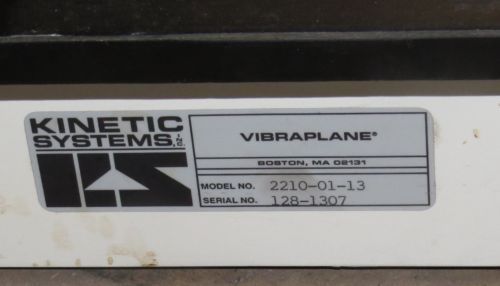 KINETIC
SYSTEMS, INC.
VIBRAPLANE®
BOSTON, MA 02131
MODEL NO. 2210-01-13
SERIAL NO. 128-1307